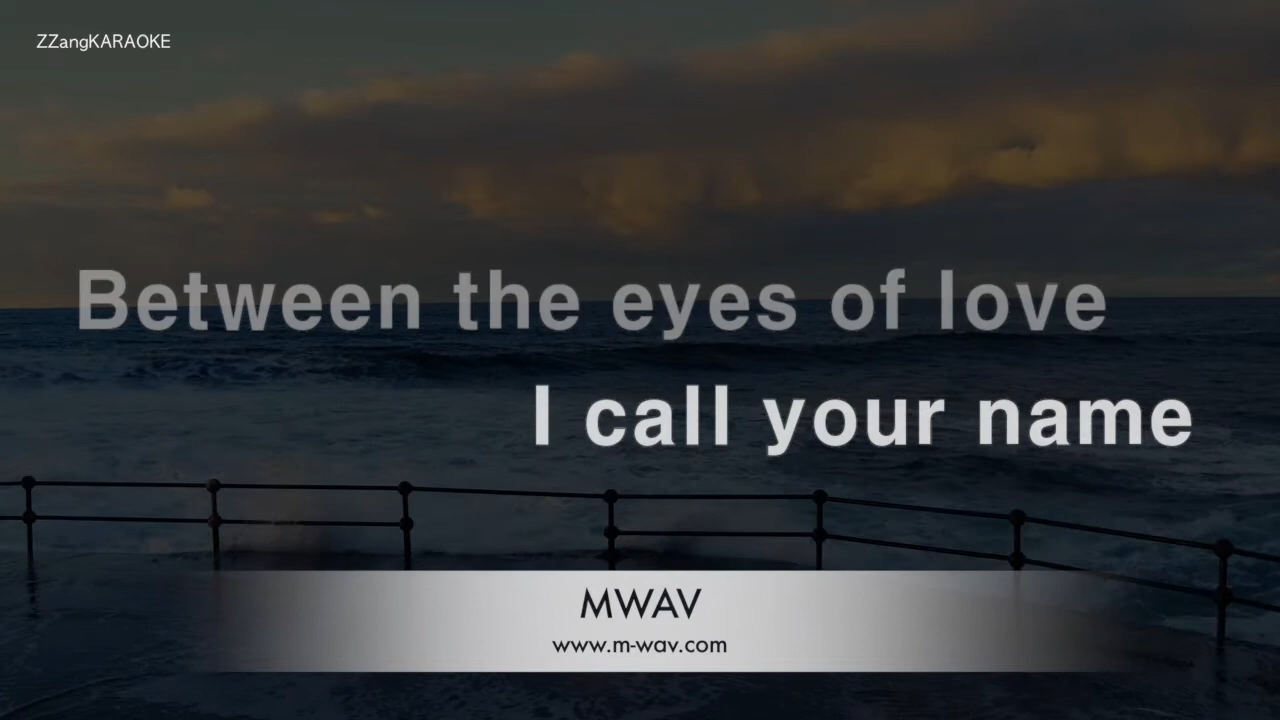 ZZangKARAOKE
Between the eyes of love
I call your name
MWAV
www.m-wav.com